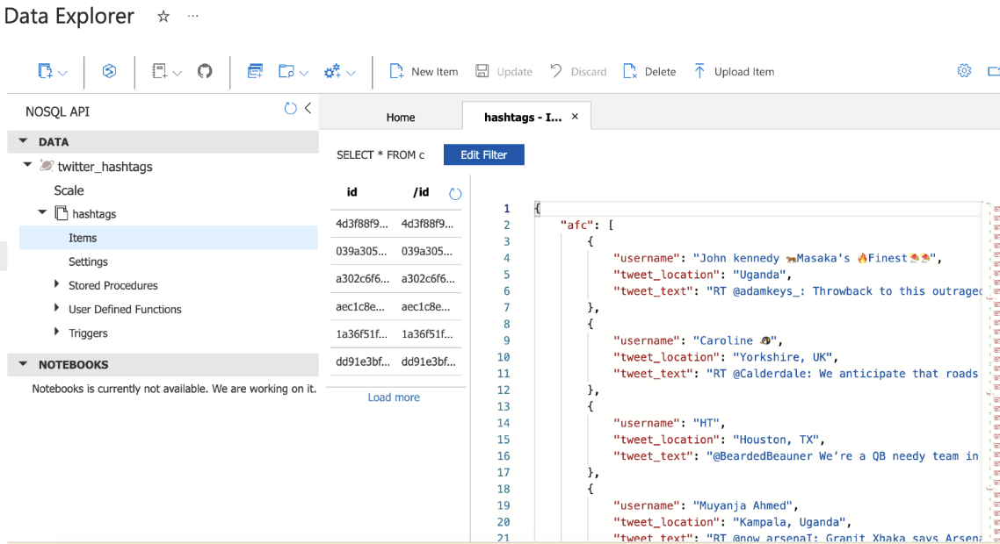 Data Explorer
New Item
Update
Discard
Delete
Upload Item
NOSQL API
DATA
twitter_hashtags
Scale
hashtags
Items
Settings
Stored Procedures
User Defined Functions
Triggers
NOTEBOOKS
Notebooks is currently not available. We are working on it.
Home
hashtags - I...
SELECT * FROM c
Edit Filter
id /id
4d3f88f9... 4d3f88f9...
039a305... 039a305...
a302c6f6... a302c6f6...
aec1c8e... aec1c8e...
1a36f51f... 1a36f51f...
dd91e3bf... dd91e3bf...
Load more
1 {
2 "afc": [
3 {
4 "username": "John kennedy 🐅Masaka's 🔥Finest⛱⛱",
5 "tweet_location": "Uganda",
6 "tweet_text": "RT @adamkeys_: Throwback to this outraged
7 },
8 {
9 "username": "Caroline 🐶",
10 "tweet_location": "Yorkshire, UK",
11 "tweet_text": "RT @Calderdale: We anticipate that roads
12 },
13 {
14 "username": "HT",
15 "tweet_location": "Houston, TX",
16 "tweet_text": "@BeardedBeauner We’re a QB needy team in
17 },
18 {
19 "username": "Muyanja Ahmed",
20 "tweet_location": "Kampala, Uganda",
21 "tweet_text": "RT @now_arsenaI: Granit Xhaka says Arsena